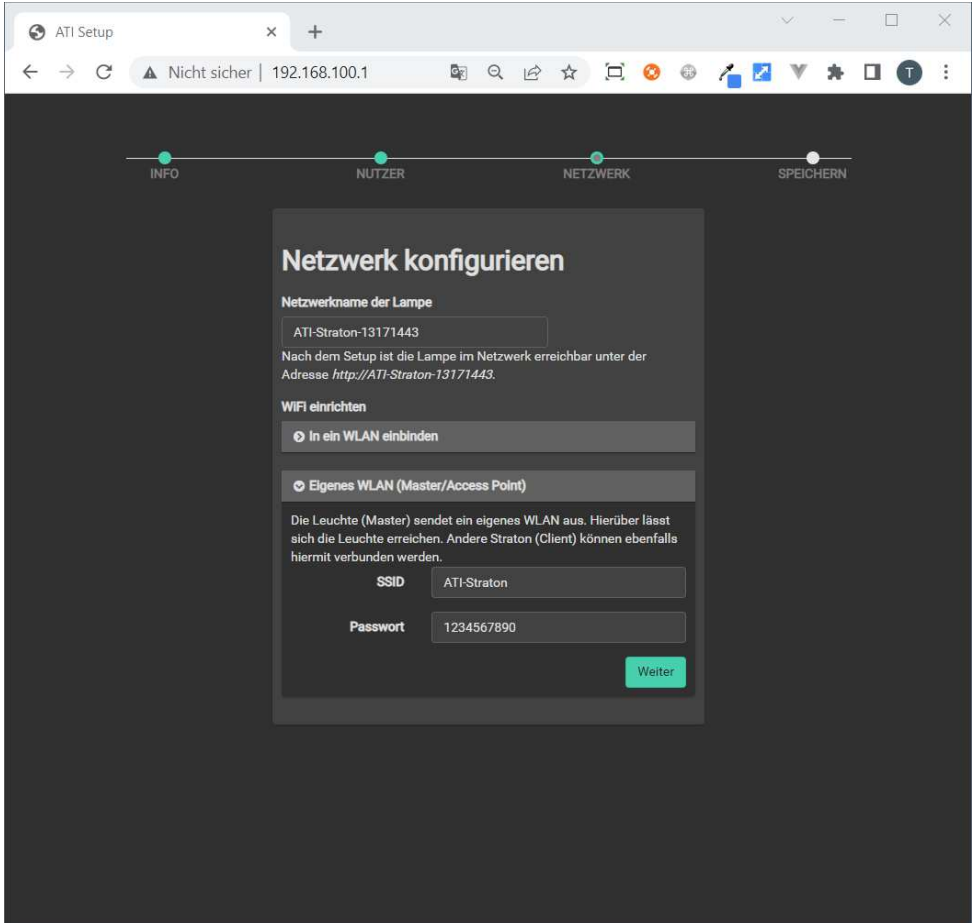 ATI Setup
Nicht sicher | 192.168.100.1
T
INFO NUTZER NETZWERK SPEICHERN
Netzwerk konfigurieren
Netzwerkname der Lampe
ATI-Straton-13171443
Nach dem Setup ist die Lampe im Netzwerk erreichbar unter der
Adresse http://ATI-Straton-13171443.
WiFI einrichten
In ein WLAN einbinden
Eigenes WLAN (Master/Access Point)
Die Leuchte (Master) sendet ein eigenes WLAN aus. Hierüber lässt
sich die Leuchte erreichen. Andere Straton (Client) können ebenfalls
hiermit verbunden werden.
SSID ATI-Straton
Passwort 1234567890
Weiter